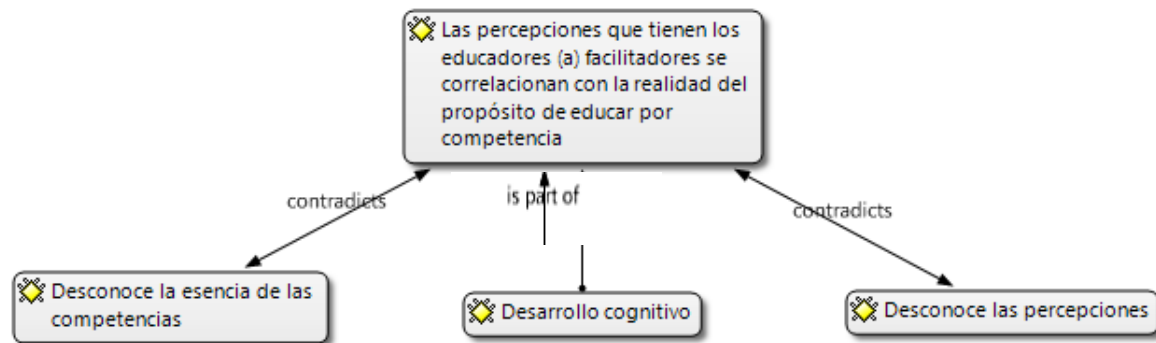 Las percepciones que tienen los
educadores (a) facilitadores se
correlacionan con la realidad del
propósito de educar por
competencia
contradicts
is part of
contradicts
Desconoce la esencia de las
competencias
Desarrollo cognitivo
Desconoce las percepciones